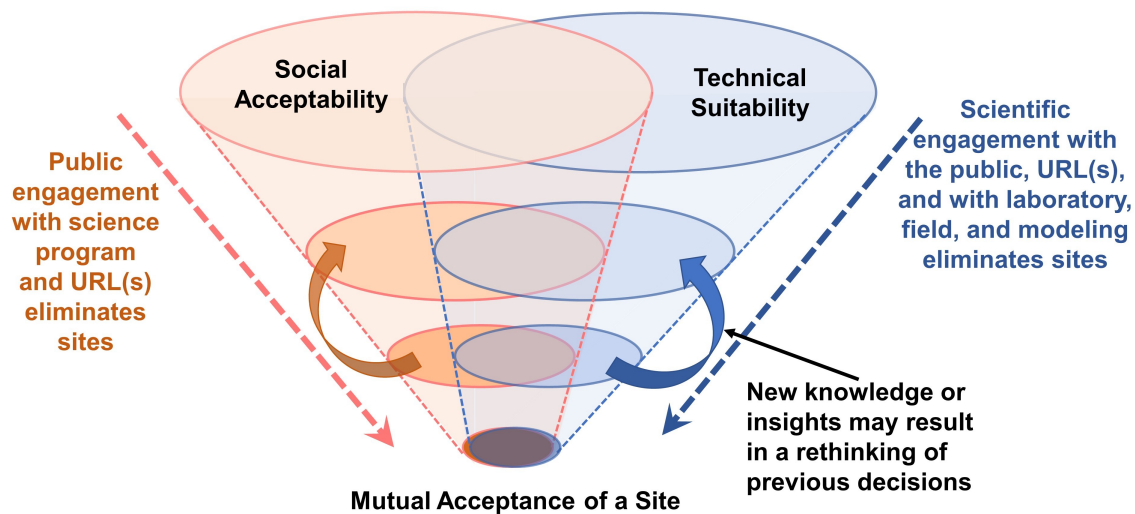 Social
Acceptability
Technical
Suitability
Public
engagement
with science
program
and URL(s)
eliminates
sites
Scientific
engagement with
the public, URL(s),
and with laboratory,
field, and modeling
eliminates sites
New knowledge or
insights may result
in a rethinking of
previous decisions
Mutual Acceptance of a Site